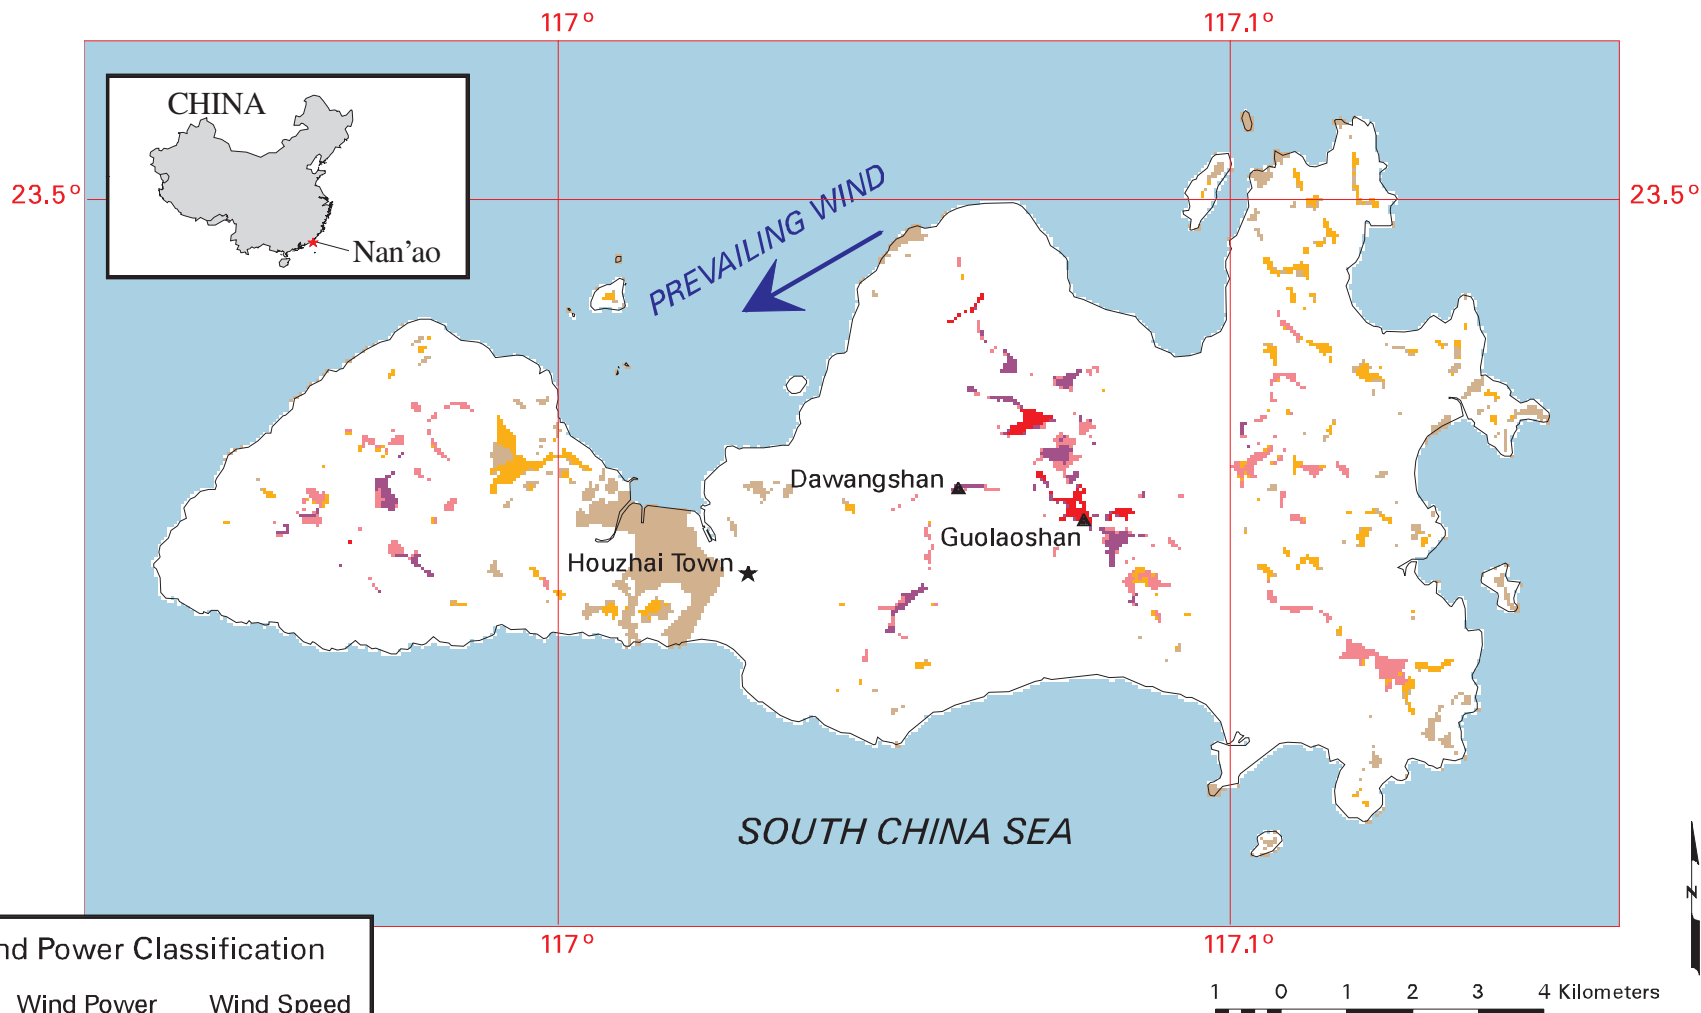 117° 117.1°
CHINA
23.5° 23.5°
PREVAILING WIND
Nan'ao
Dawangshan
Guolaoshan
Houzhai Town
SOUTH CHINA SEA
N
Power Classification
117° 117.1°
Wind Power Wind Speed
1 0 1 2 3 4 Kilometers